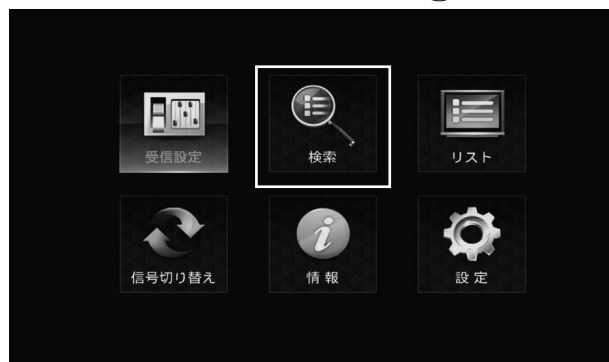 受信設定
検索
リスト
信号切り替え
情報
設定